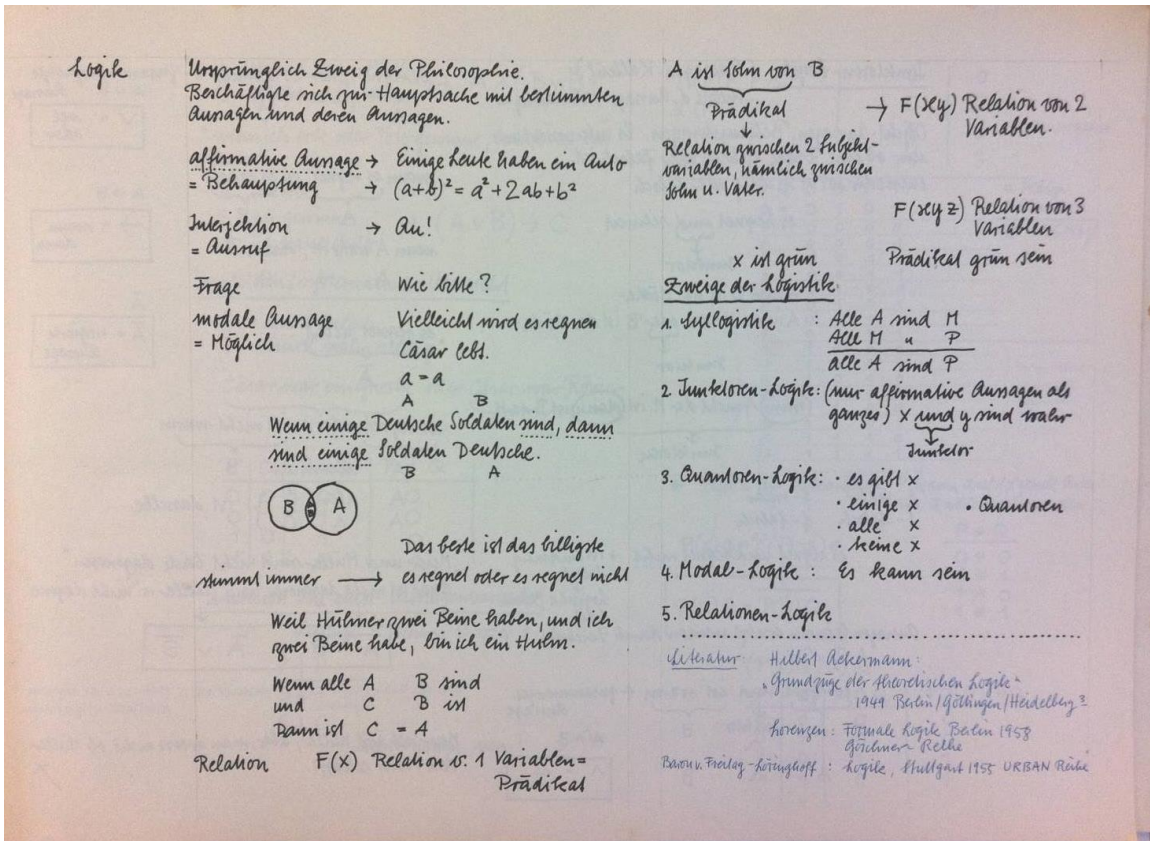 Logik
Ursprünglich Zweig der Philosophie.
Beschäftigte sich zur Hauptsache mit bestimmten
Aussagen und deren Aussagen.
affirmative Aussage → Einige Leute haben ein Auto
= Behauptung → (a+b)² = a² + 2ab + b²
Interjektion → Au!
= Ausruf
Frage Wie bitte?
modale Aussage Vielleicht wird es regnen
= Möglich Cäsar lebt.
a = a
A B
Wenn einige Deutsche Soldaten sind, dann
sind einige Soldaten Deutsche.
B A
B A
Das beste ist das billigste
stimmt immer → es regnet oder es regnet nicht
Weil Hühner zwei Beine haben, und ich
zwei Beine habe, bin ich ein Huhn.
Wenn alle A B sind
und C B ist
Dann ist C = A
Relation F(x) Relation v. 1 Variablen =
Prädikat
A ist Sohn von B
Prädikat
→ F(xy) Relation von 2
Variablen.
Relation zwischen 2 Subjekt-
variablen, nämlich zwischen
Sohn u. Vater.
F(xyz) Relation von 3
Variablen
x ist grün Prädikat grün sein
Zweige der Logistik
1. Syllogistik : Alle A sind M
Alle M " P
alle A sind P
2. Junktoren-Logik: (nur affirmative Aussagen als
ganzes) x und y sind wahr
Junktor
3. Quantoren-Logik: · es gibt x
· einige x • Quantoren
· alle x
· keine x
4. Modal-Logik : Es kann sein
5. Relationen-Logik
Literatur: Hilbert Ackermann:
"Grundzüge der theoretischen Logik"
1949 Berlin/Göttingen/Heidelberg
Lorenzen: Formale Logik Berlin 1958
Göschen Reihe
Baron v. Freitag-Löringhoff: Logik, Stuttgart 1955 URBAN Reihe